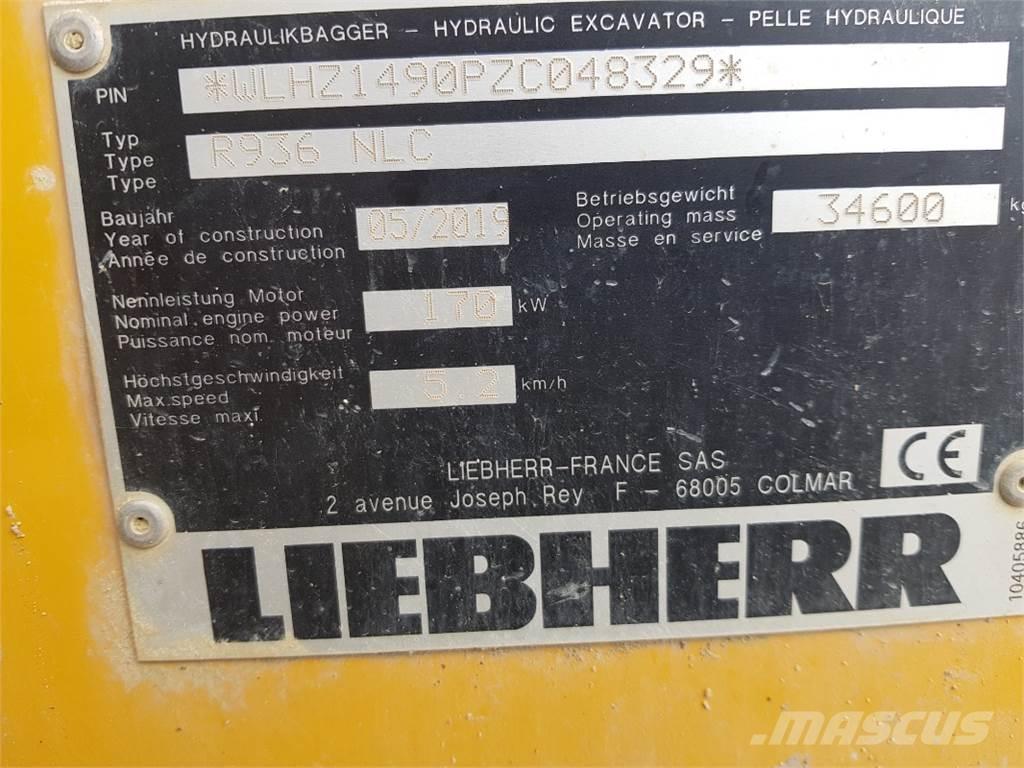 HYDRAULIKBAGGER - HYDRAULIC EXCAVATOR - PELLE HYDRAULIQUE
PIN *WLHZ1490PZC048329*
Typ
Type R936 NLC
Type
Baujahr
Year of construction 05/2019
Année de construction
Betriebsgewicht
Operating mass 34600 kg
Masse en service
Nennleistung Motor
Nominal engine power 170 kW
Puissance nom. moteur
Höchstgeschwindigkeit
Max.speed 5.2 km/h
Vitesse maxi.
LIEBHERR-FRANCE SAS
2 avenue Joseph Rey F - 68005 COLMAR
CE
LIEBHERR
10405886
MASCUS